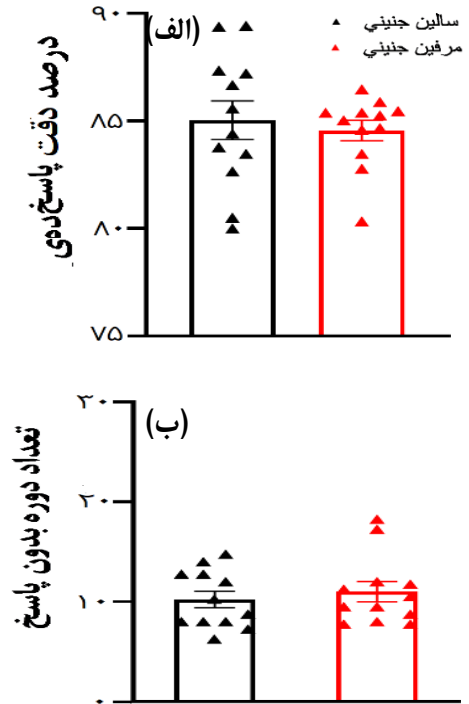 (الف)
سالين جنيني
مرفين جنيني
درصد دقت پاسخ‌دهی
۹۰
۸۵
۸۰
۷۵
(ب)
تعداد دوره بدون پاسخ
۳۰
۲۰
۱۰
۰